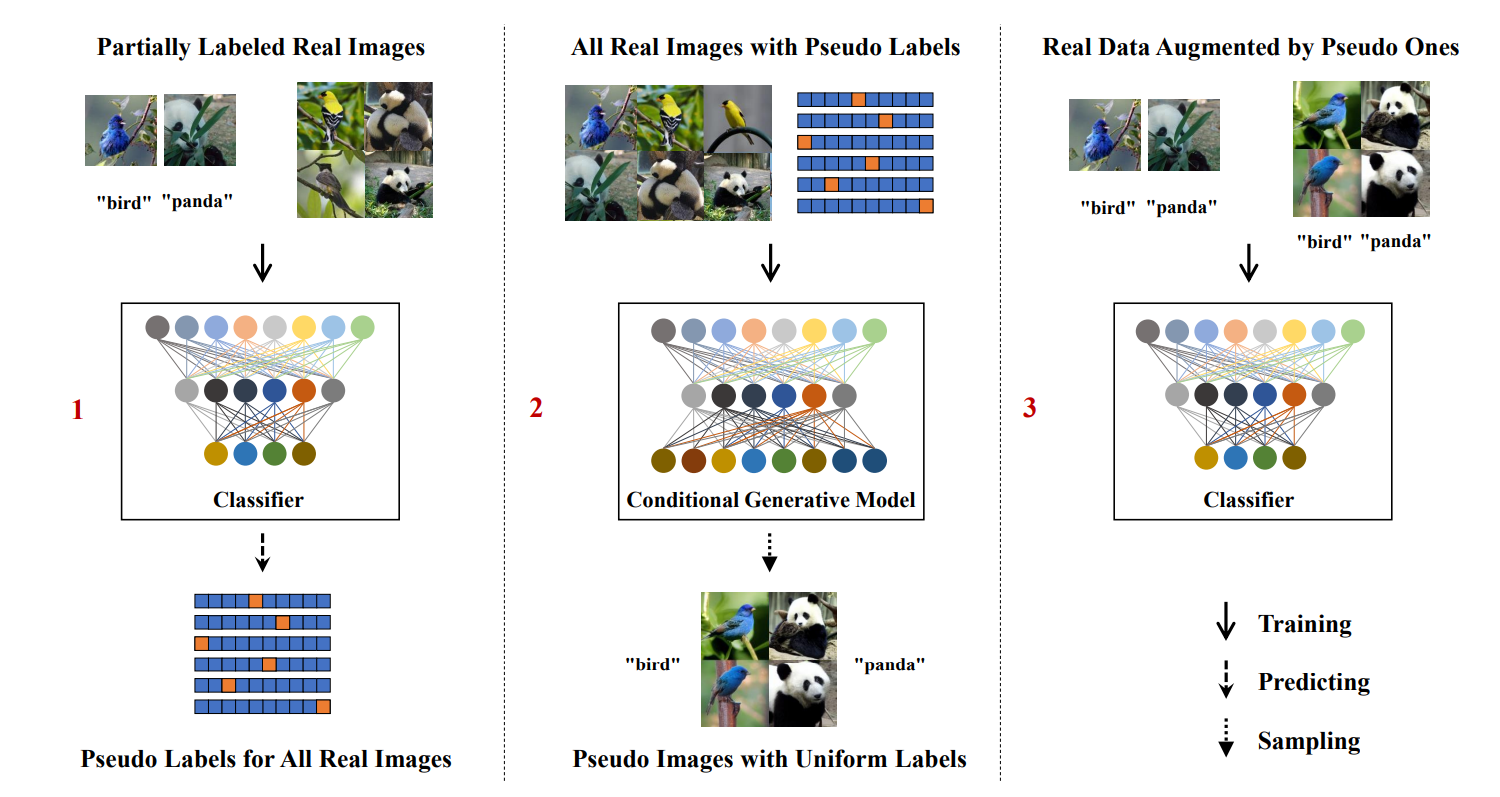 Partially Labeled Real Images
"bird" "panda"
1
Classifier
Pseudo Labels for All Real Images
All Real Images with Pseudo Labels
2
Conditional Generative Model
"bird"
"panda"
Pseudo Images with Uniform Labels
Real Data Augmented by Pseudo Ones
"bird" "panda"
"bird" "panda"
3
Classifier
Training
Predicting
Sampling